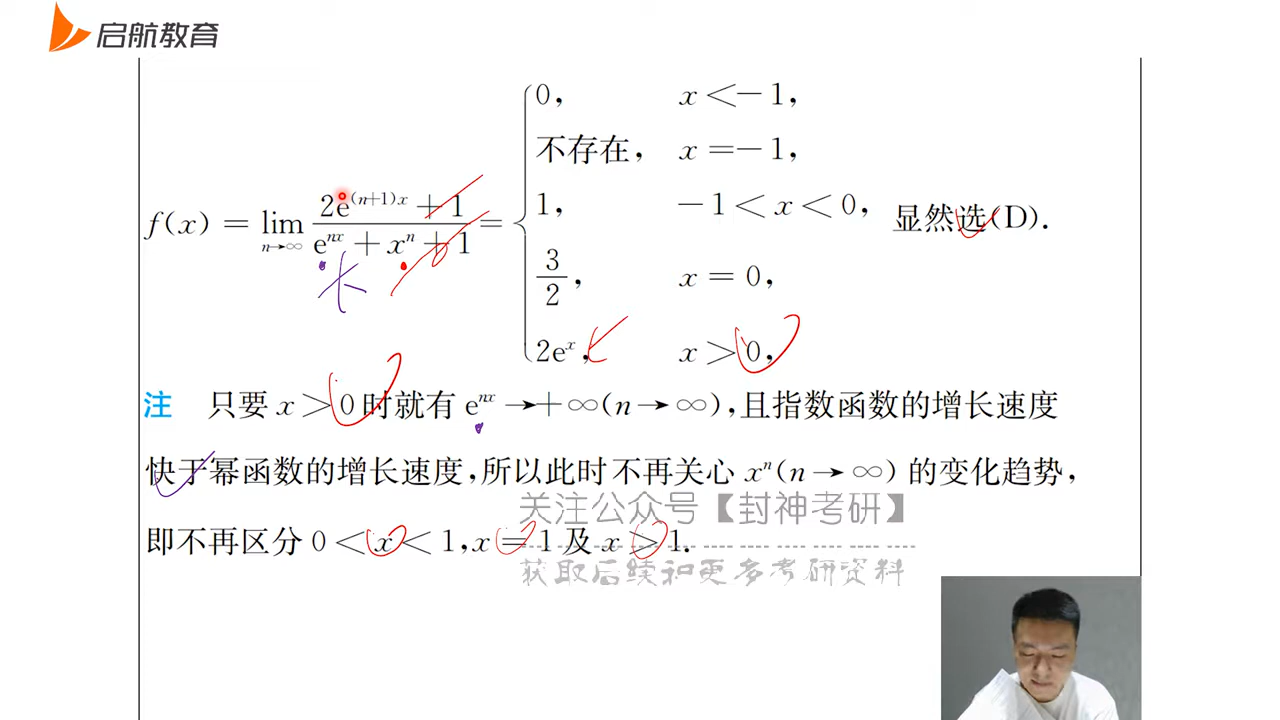 启航教育
f(x) = lim_{n→∞} \frac{2e^{(n+1)x} + 1}{e^{nx} + x^n + 1} = { 0, x < −1,
不存在, x = −1,
1, −1 < x < 0,
\frac{3}{2}, x = 0,
2e^x, x > 0,
显然选(D).
注 只要 x > 0 时就有 e^{nx} → +∞(n → ∞),且指数函数的增长速度
快于幂函数的增长速度,所以此时不再关心 x^n(n → ∞) 的变化趋势,
关注公众号【封神考研】
即不再区分 0 < x < 1, x = 1 及 x > 1.
获取后续和更多考研资料